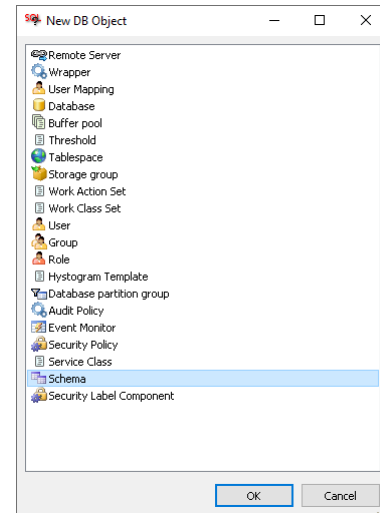 New DB Object
Remote Server
Wrapper
User Mapping
Database
Buffer pool
Threshold
Tablespace
Storage group
Work Action Set
Work Class Set
User
Group
Role
Hystogram Template
Database partition group
Audit Policy
Event Monitor
Security Policy
Service Class
Schema
Security Label Component
OK Cancel